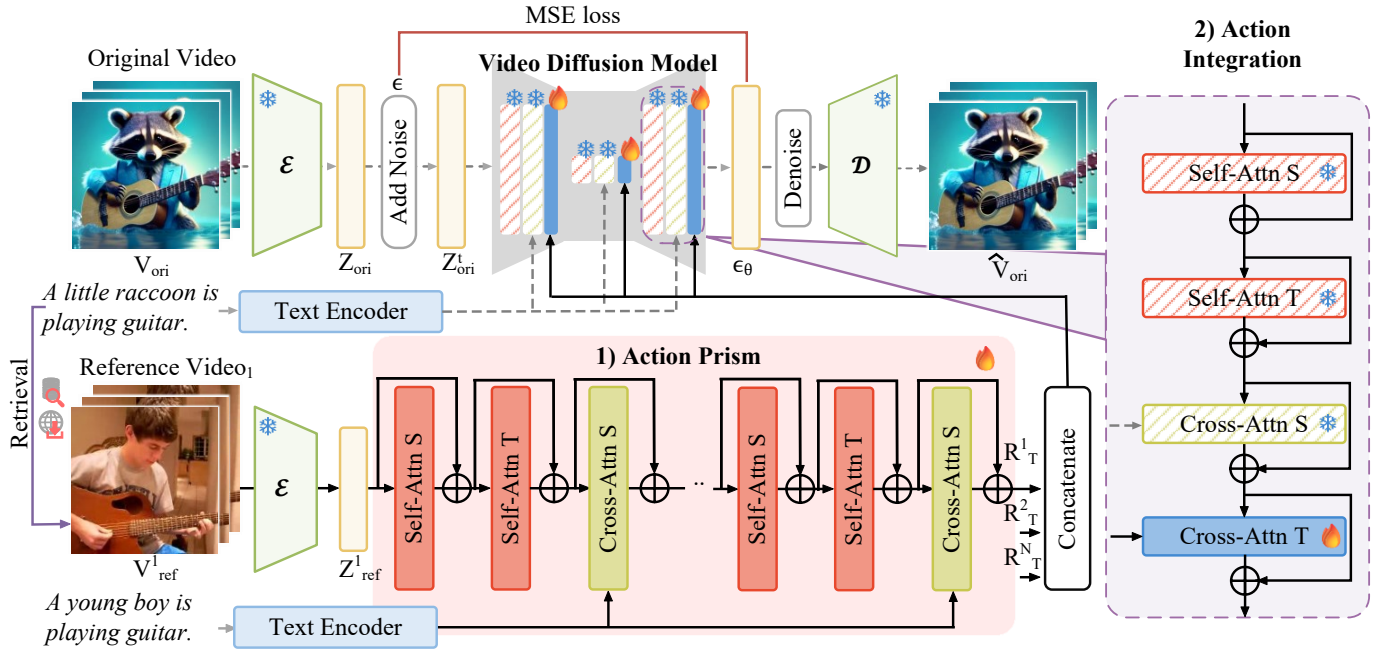 MSE loss
2) Action
Integration
Original Video
ϵ
Video Diffusion Model
ℰ
Add Noise
Denoise
𝒟
Self-Attn S
Self-Attn T
Cross-Attn S
Cross-Attn T
V_ori
Z_ori
Z^t_ori
ϵ_θ
V̂_ori
A little raccoon is
playing guitar.
Text Encoder
Retrieval
Reference Video₁
1) Action Prism
ℰ
Self-Attn S
Self-Attn T
Cross-Attn S
..
Self-Attn S
Self-Attn T
Cross-Attn S
R^1_T
R^2_T
R^N_T
Concatenate
V^1_ref
Z^1_ref
A young boy is
playing guitar.
Text Encoder